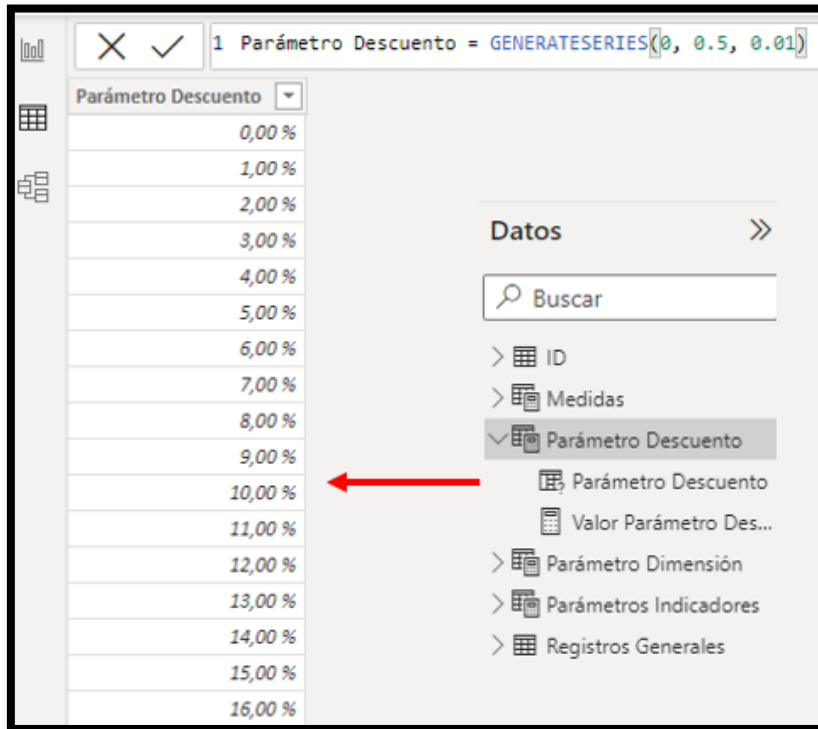 1 Parámetro Descuento = GENERATESERIES(0, 0.5, 0.01)
Parámetro Descuento
0,00 %
1,00 %
2,00 %
3,00 %
4,00 %
5,00 %
6,00 %
7,00 %
8,00 %
9,00 %
10,00 %
11,00 %
12,00 %
13,00 %
14,00 %
15,00 %
16,00 %
Datos
Buscar
ID
Medidas
Parámetro Descuento
Parámetro Descuento
Valor Parámetro Des...
Parámetro Dimensión
Parámetros Indicadores
Registros Generales